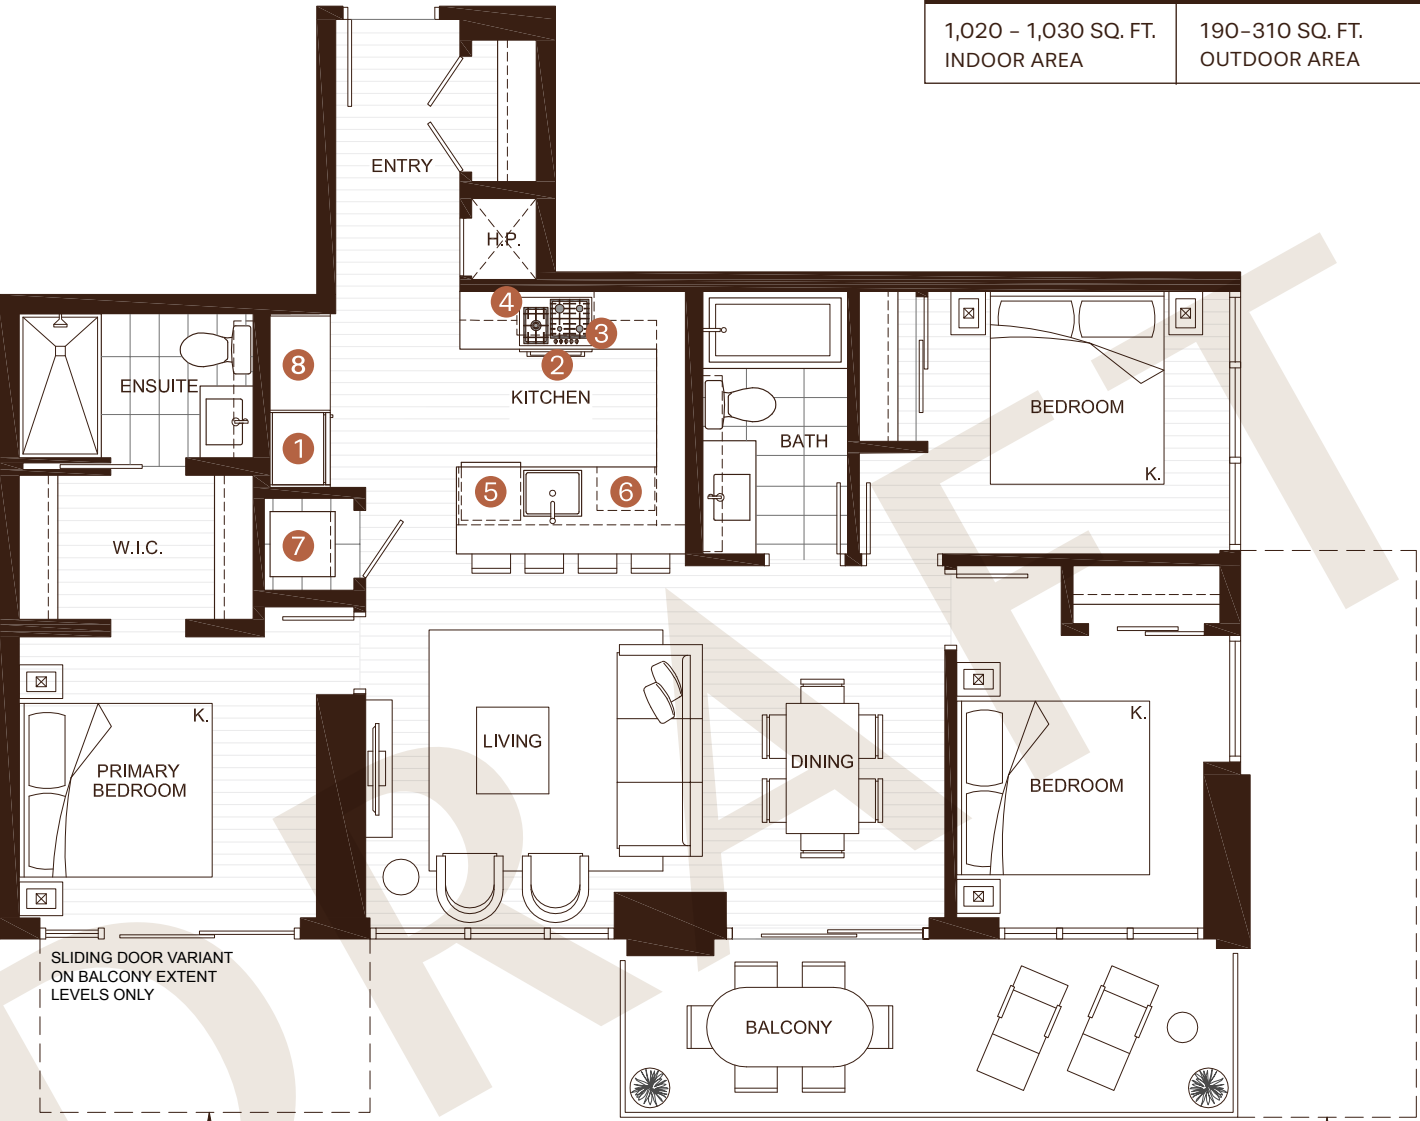 1,020 – 1,030 SQ. FT.
INDOOR AREA
190–310 SQ. FT.
OUTDOOR AREA
ENTRY
H.P.
4
3
2
KITCHEN
8
1
ENSUITE
5
6
7
W.I.C.
BATH
BEDROOM
K.
K.
PRIMARY
BEDROOM
LIVING
DINING
K.
BEDROOM
SLIDING DOOR VARIANT
ON BALCONY EXTENT
LEVELS ONLY
BALCONY
DRAFT